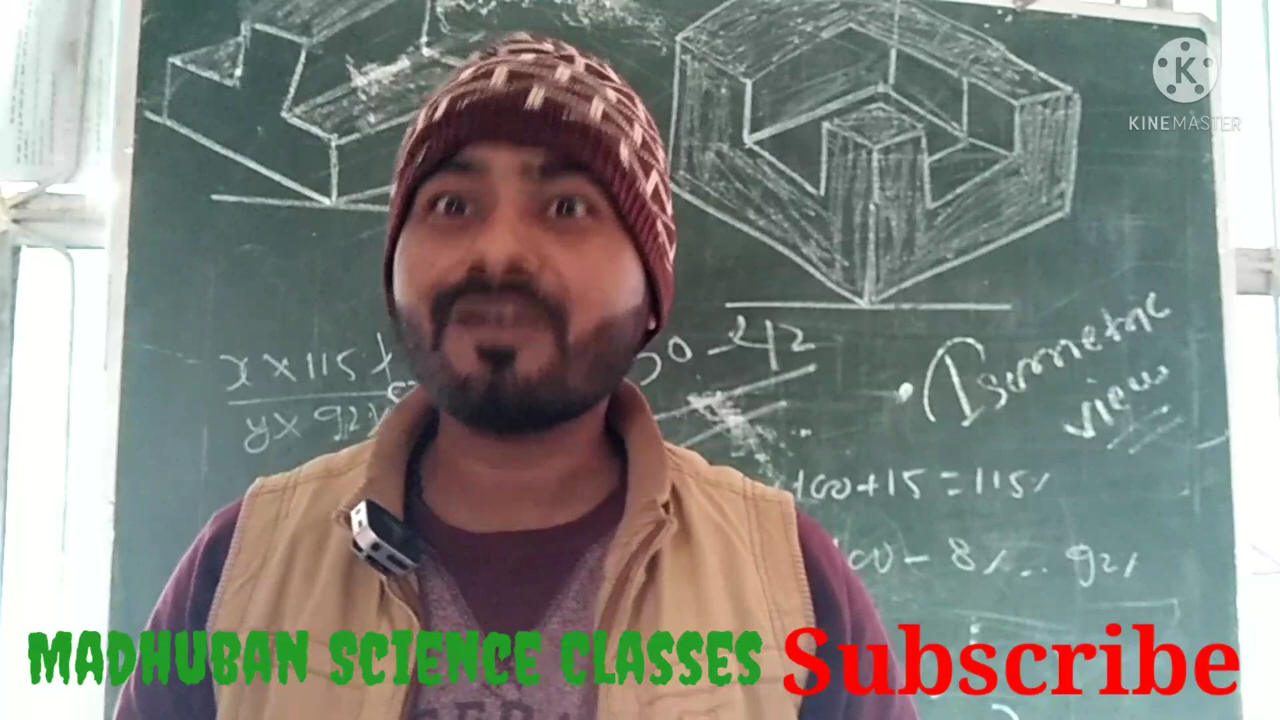 KINEMASTER
x × 115%
y × 92%
Isometric
view
100+15 = 115%
100 - 8% .. 92%
MADHUBAN SCIENCE CLASSES
Subscribe